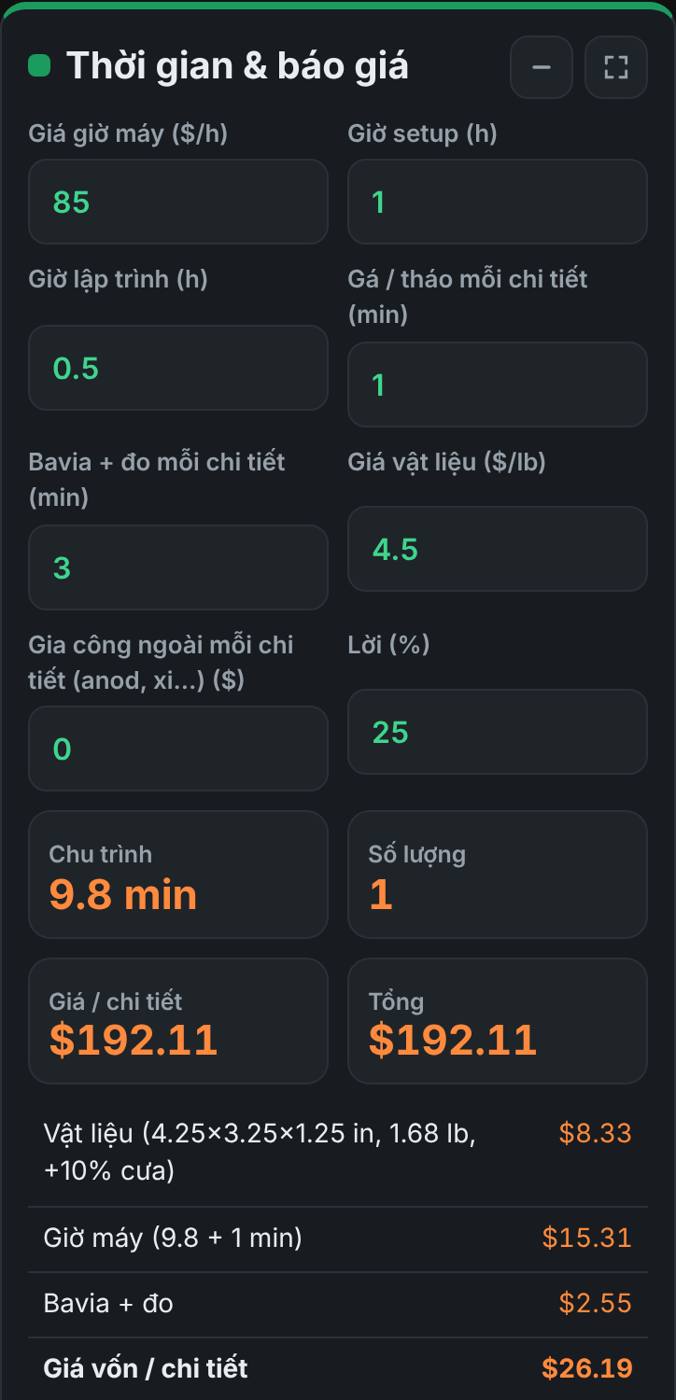 Thời gian & báo giá
Giá giờ máy ($/h)
Giờ setup (h)
85
1
Giờ lập trình (h)
Gá / tháo mỗi chi tiết
(min)
0.5
1
Bavia + đo mỗi chi tiết
(min)
Giá vật liệu ($/lb)
3
4.5
Gia công ngoài mỗi chi
tiết (anod, xi...) ($)
Lời (%)
0
25
Chu trình
9.8 min
Số lượng
1
Giá / chi tiết
$192.11
Tổng
$192.11
Vật liệu (4.25×3.25×1.25 in, 1.68 lb, $8.33
+10% cưa)
Giờ máy (9.8 + 1 min) $15.31
Bavia + đo $2.55
Giá vốn / chi tiết $26.19